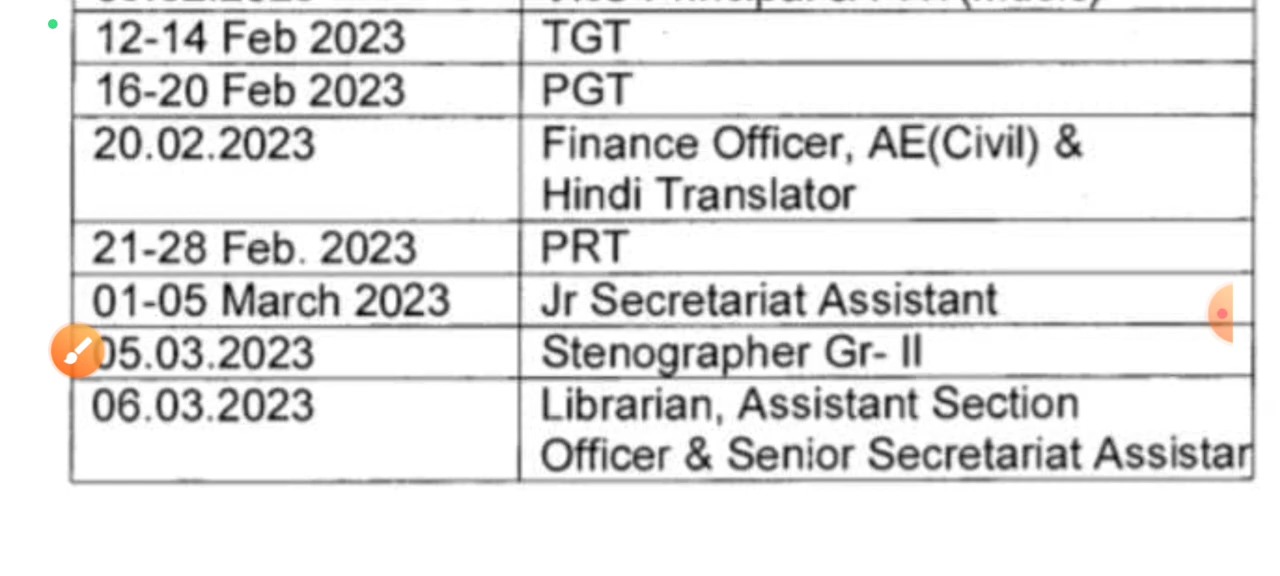 12-14 Feb 2023 TGT
16-20 Feb 2023 PGT
20.02.2023 Finance Officer, AE(Civil) &
Hindi Translator
21-28 Feb. 2023 PRT
01-05 March 2023 Jr Secretariat Assistant
05.03.2023 Stenographer Gr- II
06.03.2023 Librarian, Assistant Section
Officer & Senior Secretariat Assistan